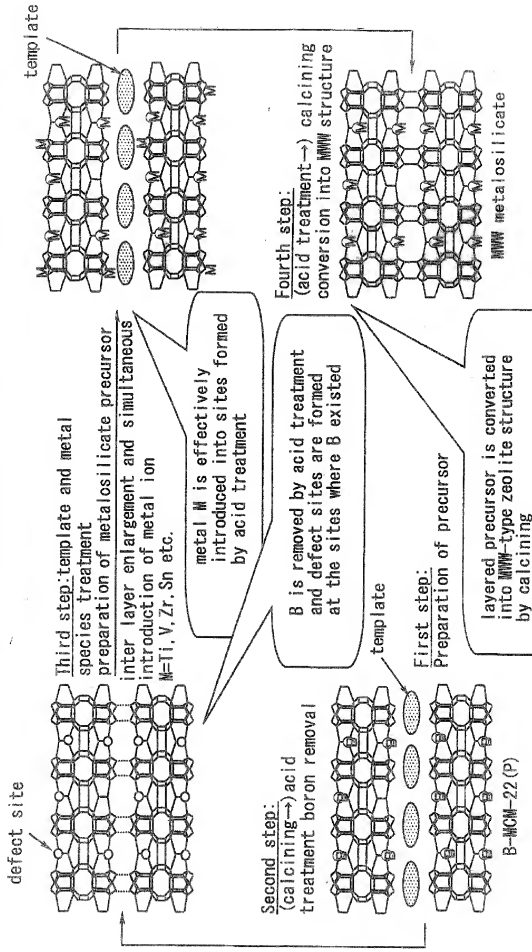 defect site
Third step:template and metal
species treatment
preparation of metalosilicate precursor
inter layer enlargement and simultaneous
introduction of metal ion
M=Ti, V, Zr, Sn etc.
template
M M M M M M
M M M M M M
metal M is effectively
introduced into sites formed
by acid treatment
B is removed by acid treatment
and defect sites are formed
at the sites where B existed
Second step:
(calcining→)acid
treatment boron removal
template
B B B B B B
B-MCM-22(P)
First step:
Preparation of precursor
layered precursor is converted
into MWW-type zeolite structure
by calcining
Fourth step:
(acid treatment→) calcining
conversion into MWW structure
M M M M M M
MWW metalosilicate